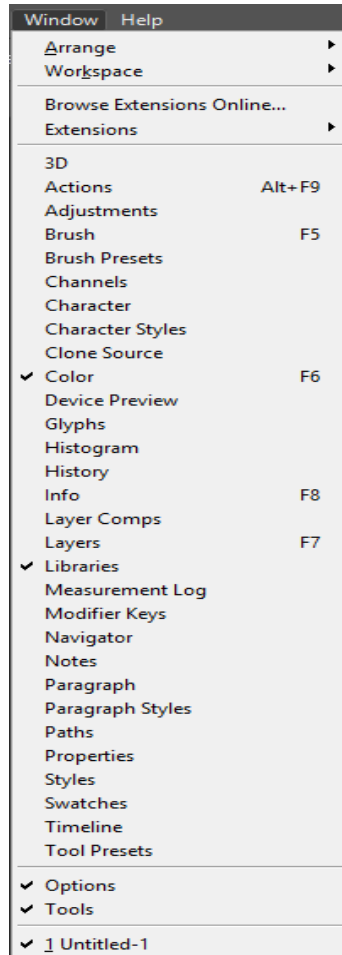 Window Help
Arrange
Workspace
Browse Extensions Online...
Extensions
3D
Actions Alt+F9
Adjustments
Brush F5
Brush Presets
Channels
Character
Character Styles
Clone Source
Color F6
Device Preview
Glyphs
Histogram
History
Info F8
Layer Comps
Layers F7
Libraries
Measurement Log
Modifier Keys
Navigator
Notes
Paragraph
Paragraph Styles
Paths
Properties
Styles
Swatches
Timeline
Tool Presets
Options
Tools
1 Untitled-1